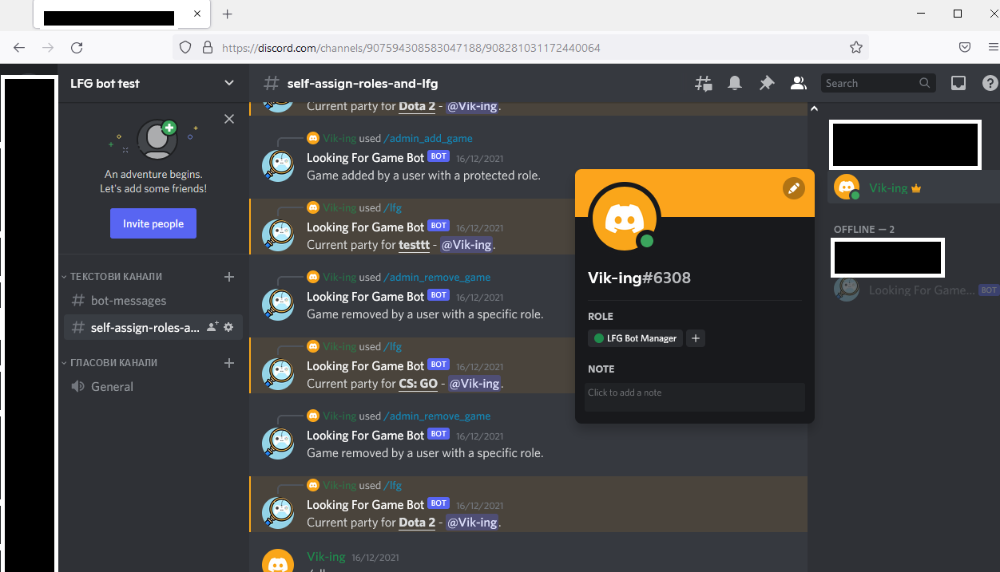 https://discord.com/channels/907594308583047188/908281031172440064
LFG bot test
An adventure begins.
Let's add some friends!
Invite people
ТЕКСТОВИ КАНАЛИ
bot-messages
self-assign-roles-a...
ГЛАСОВИ КАНАЛИ
General
self-assign-roles-and-lfg
Search
Current party for Dota 2 - @Vik-ing.
Vik-ing used /admin_add_game
Looking For Game Bot BOT 16/12/2021
Game added by a user with a protected role.
Vik-ing used /lfg
Looking For Game Bot BOT 16/12/2021
Current party for testtt - @Vik-ing.
Vik-ing used /admin_remove_game
Looking For Game Bot BOT 16/12/2021
Game removed by a user with a specific role.
Vik-ing used /lfg
Looking For Game Bot BOT 16/12/2021
Current party for CS: GO - @Vik-ing.
Vik-ing used /admin_remove_game
Looking For Game Bot BOT 16/12/2021
Game removed by a user with a specific role.
Vik-ing used /lfg
Looking For Game Bot BOT 16/12/2021
Current party for Dota 2 - @Vik-ing.
Vik-ing 16/12/2021
Vik-ing#6308
ROLE
LFG Bot Manager
NOTE
Click to add a note
Vik-ing
OFFLINE — 2
Looking For Game... BOT